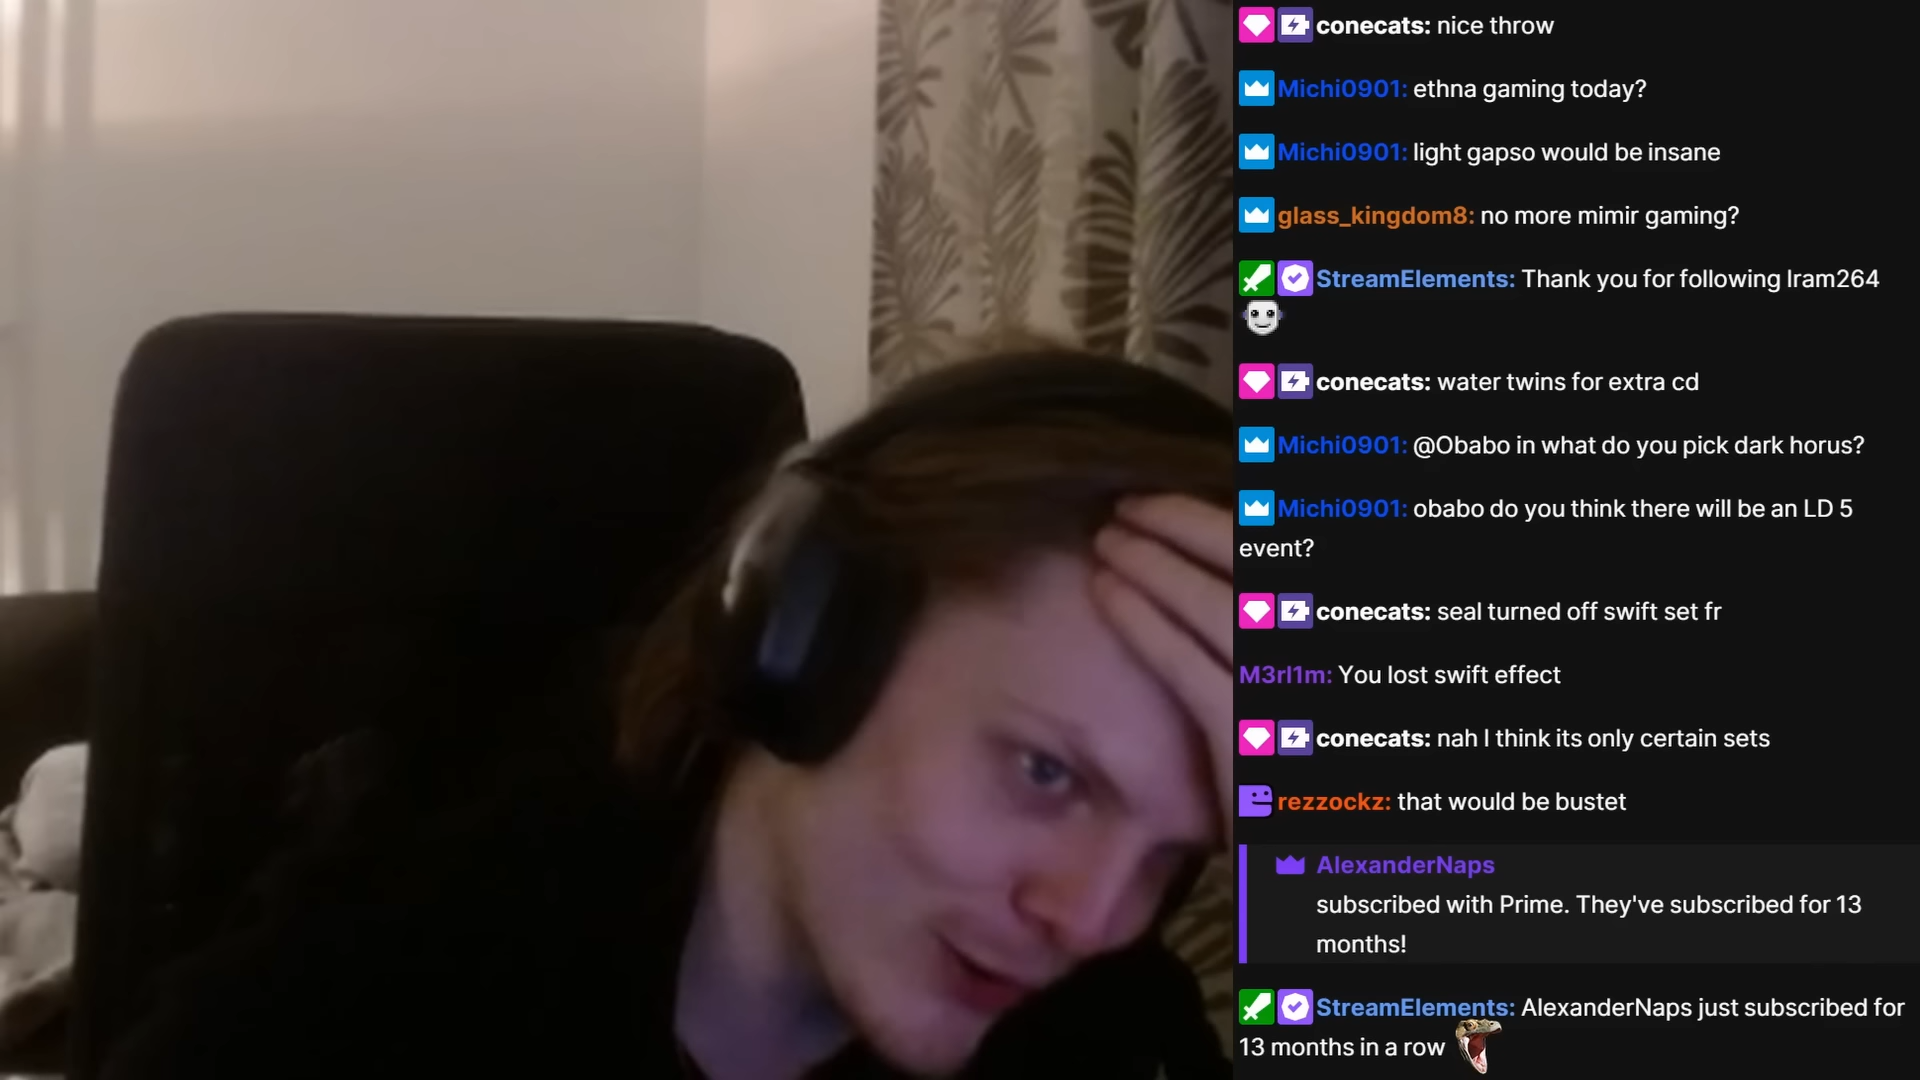 conecats: nice throw
Michi0901: ethna gaming today?
Michi0901: light gapso would be insane
glass_kingdom8: no more mimir gaming?
StreamElements: Thank you for following lram264
conecats: water twins for extra cd
Michi0901: @Obabo in what do you pick dark horus?
Michi0901: obabo do you think there will be an LD 5
event?
conecats: seal turned off swift set fr
M3rl1m: You lost swift effect
conecats: nah I think its only certain sets
rezzockz: that would be bustet
AlexanderNaps
subscribed with Prime. They've subscribed for 13
months!
StreamElements: AlexanderNaps just subscribed for
13 months in a row